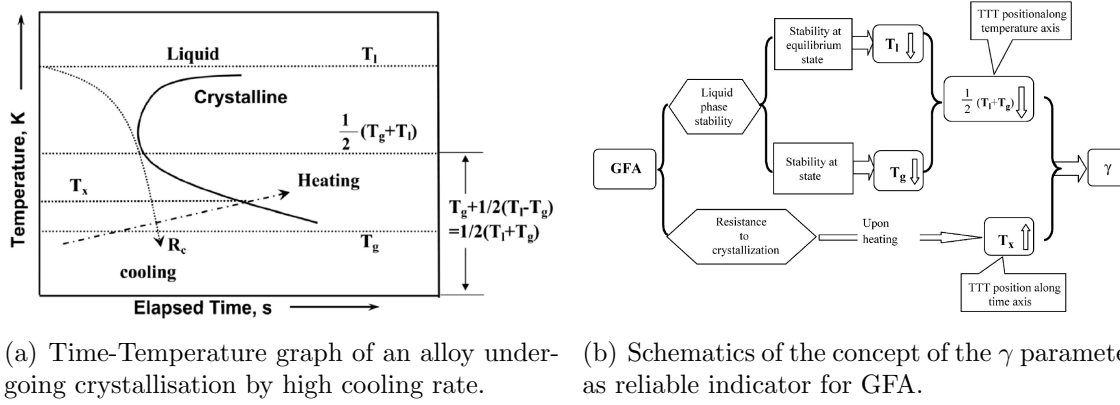 Temperature, K
Liquid
T_l
Crystalline
1/2 (T_g+T_l)
T_x
Heating
T_g+1/2(T_l-T_g)
=1/2(T_l+T_g)
T_g
R_c
cooling
Elapsed Time, s
(a) Time-Temperature graph of an alloy under-
going crystallisation by high cooling rate.
TTT positionalong
temperature axis
Stability at
equilibrium
state
T_l ⇓
Liquid
phase
stability
1/2 (T_l+T_g) ⇓
GFA
Stability at
state
T_g ⇓
γ
Resistance
to
crystallization
Upon
heating
T_x ⇑
TTT position along
time axis
(b) Schematics of the concept of the γ paramete
as reliable indicator for GFA.